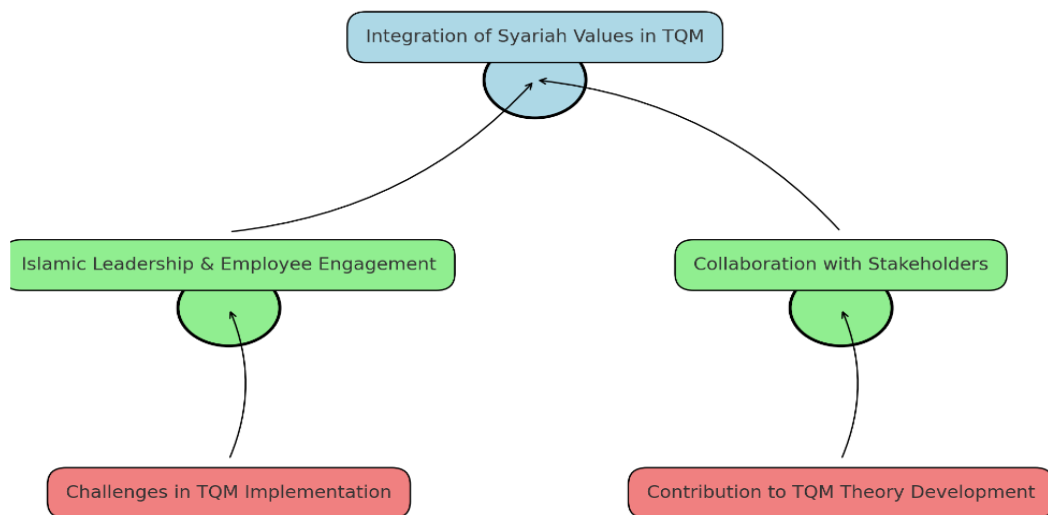 Integration of Syariah Values in TQM
Islamic Leadership & Employee Engagement
Collaboration with Stakeholders
Challenges in TQM Implementation
Contribution to TQM Theory Development